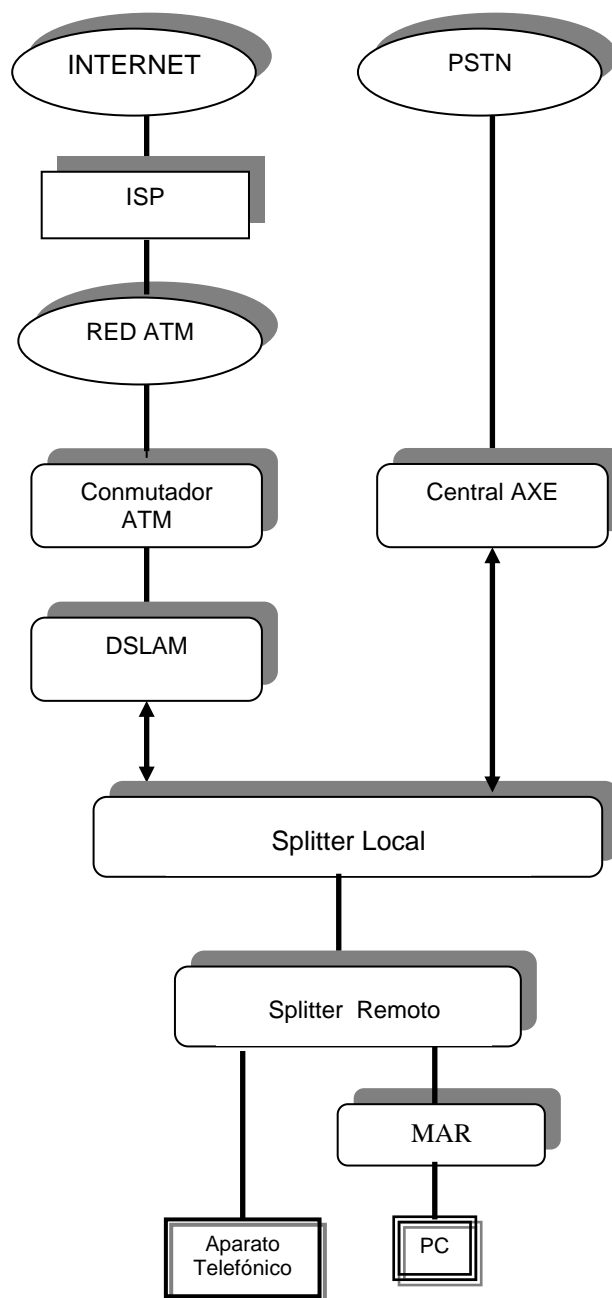 INTERNET
PSTN
ISP
RED ATM
Conmutador
ATM
Central AXE
DSLAM
Splitter Local
Splitter Remoto
MAR
Aparato
Telefónico
PC